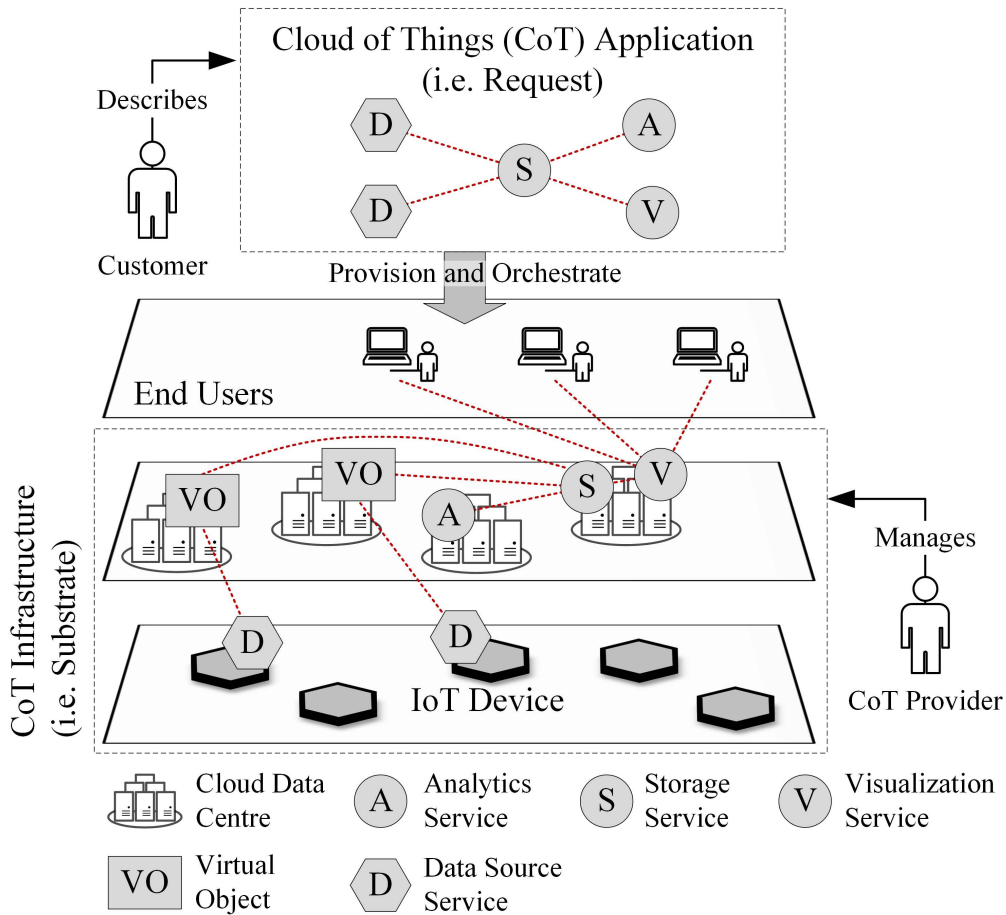 Cloud of Things (CoT) Application
(i.e. Request)
Describes
D
A
S
D
V
Customer
Provision and Orchestrate
End Users
CoT Infrastructure
(i.e. Substrate)
VO
VO
S
V
A
Manages
D
D
IoT Device
CoT Provider
Cloud Data
Centre
A
Analytics
Service
S
Storage
Service
V
Visualization
Service
VO
Virtual
Object
D
Data Source
Service